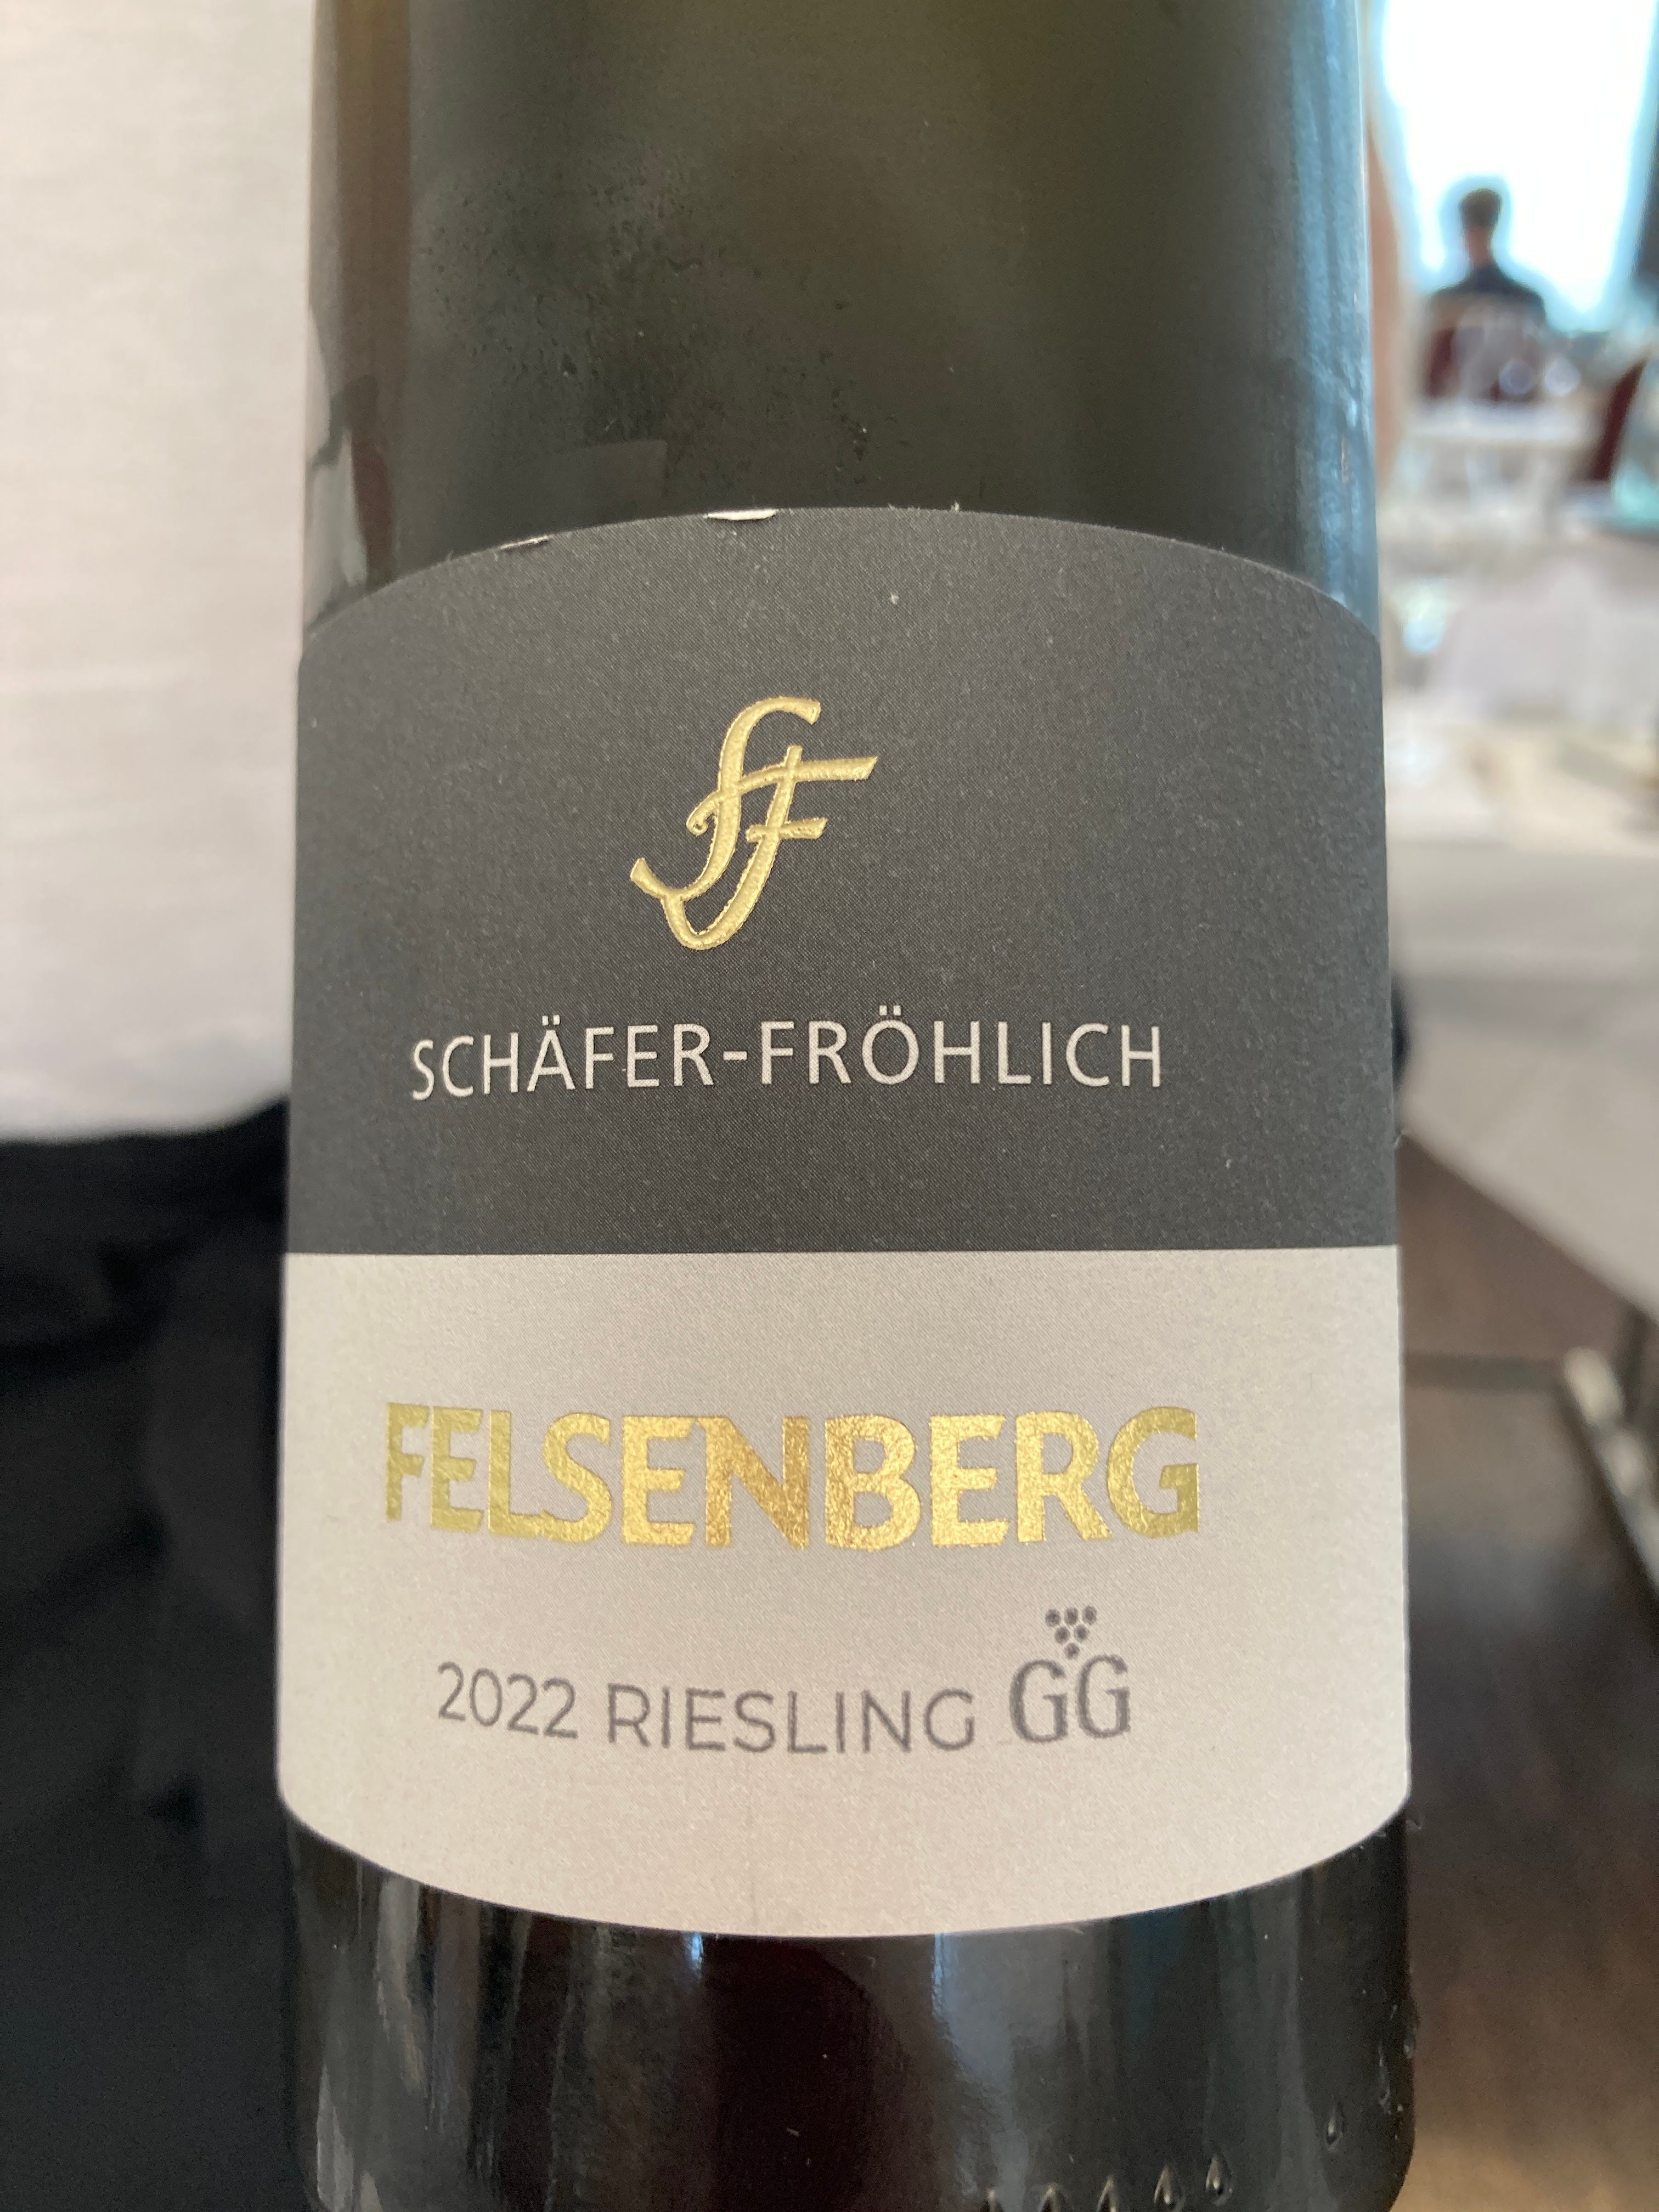 SF
SCHÄFER-FRÖHLICH
FELSENBERG
2022 RIESLING GG